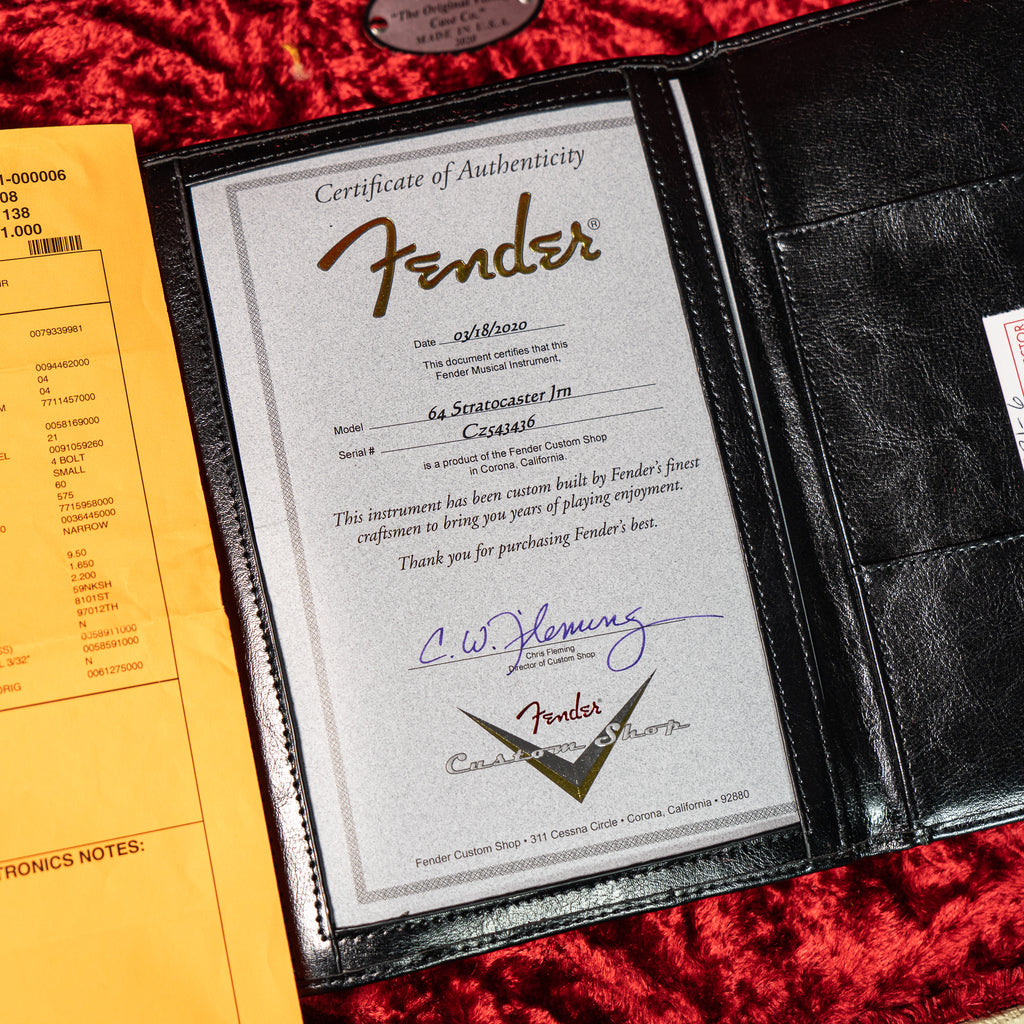 "The Original
Case Co."
MADE IN U.S.A.
2020
1-000006
08
138
1.000
0079339981
0094462000
04
04
7711457000
0058169000
21
0091059260
4 BOLT
SMALL
60
575
7715958000
0036445000
NARROW
9.50
1.650
2.200
59NKSH
8101ST
97012TH
N
0058911000
0058591000
L 3/32"
N
ORIG
0061275000
TRONICS NOTES:
Certificate of Authenticity
Fender®
Date 03/18/2020
This document certifies that this
Fender Musical Instrument,
Model 64 Stratocaster Jrn
Serial # Cz543436
is a product of the Fender Custom Shop
in Corona, California.
This instrument has been custom built by Fender's finest
craftsmen to bring you years of playing enjoyment.
Thank you for purchasing Fender's best.
C. W. Fleming
Chris Fleming
Director of Custom Shop
Fender
Custom Shop
Fender Custom Shop • 311 Cessna Circle • Corona, California • 92880